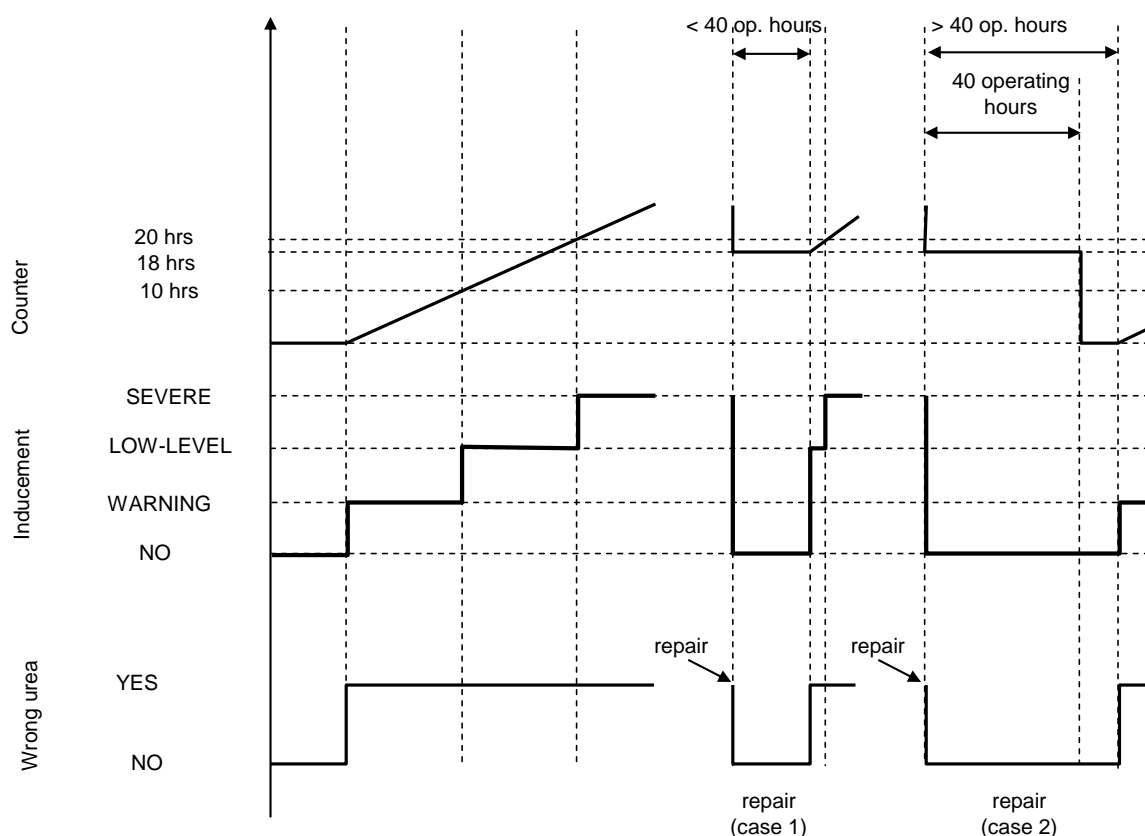 < 40 op. hours
> 40 op. hours
40 operating
hours
20 hrs
18 hrs
10 hrs
Counter
SEVERE
LOW-LEVEL
WARNING
NO
Inducement
repair
repair
YES
NO
Wrong urea
repair
(case 1)
repair
(case 2)